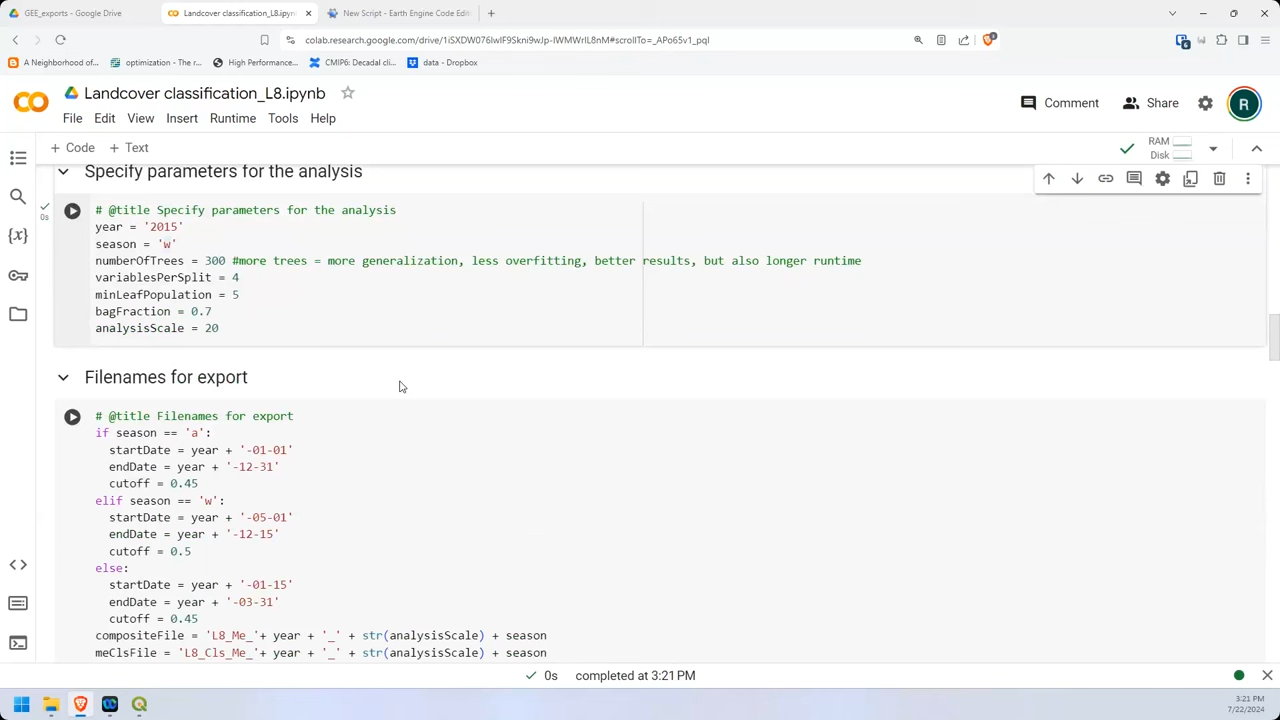 GEE_exports - Google Drive
Landcover classification_L8.ipynb
New Script - Earth Engine Code Edit
colab.research.google.com/drive/1iSXDW076IwIF9Skni9wJp-IWMWrlL8nM#scrollTo=_APo65v1_pql
A Neighborhood of...
optimization - The r...
High Performance...
CMIP6: Decadal cli...
data - Dropbox
Landcover classification_L8.ipynb
File Edit View Insert Runtime Tools Help
Comment
Share
R
+ Code + Text
RAM
Disk
Specify parameters for the analysis
0s
# @title Specify parameters for the analysis
year = '2015'
season = 'w'
numberOfTrees = 300 #more trees = more generalization, less overfitting, better results, but also longer runtime
variablesPerSplit = 4
minLeafPopulation = 5
bagFraction = 0.7
analysisScale = 20
Filenames for export
# @title Filenames for export
if season == 'a':
  startDate = year + '-01-01'
  endDate = year + '-12-31'
  cutoff = 0.45
elif season == 'w':
  startDate = year + '-05-01'
  endDate = year + '-12-15'
  cutoff = 0.5
else:
  startDate = year + '-01-15'
  endDate = year + '-03-31'
  cutoff = 0.45
compositeFile = 'L8_Me_'+ year + '_' + str(analysisScale) + season
meClsFile = 'L8_Cls_Me_'+ year + '_' + str(analysisScale) + season
0s completed at 3:21 PM
3:21 PM
7/22/2024